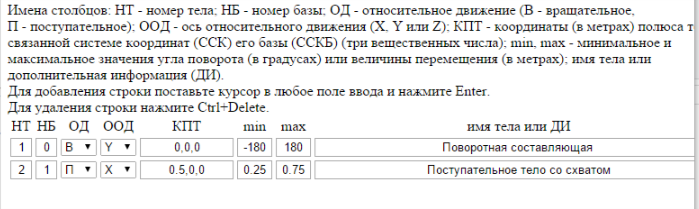 Имена столбцов: НТ - номер тела; НБ - номер базы; ОД - относительное движение (В - вращательное,
П - поступательное); ООД - ось относительного движения (X, Y или Z); КПТ - координаты (в метрах) полюса т
связанной системе координат (ССК) его базы (ССКБ) (три вещественных числа); min, max - минимальное и
максимальное значения угла поворота (в градусах) или величины перемещения (в метрах); имя тела или
дополнительная информация (ДИ).
Для добавления строки поставьте курсор в любое поле ввода и нажмите Enter.
Для удаления строки нажмите Ctrl+Delete.
НТ НБ ОД ООД КПТ min max имя тела или ДИ
1 0 В Y 0,0,0 -180 180 Поворотная составляющая
2 1 П X 0.5,0,0 0.25 0.75 Поступательное тело со схватом